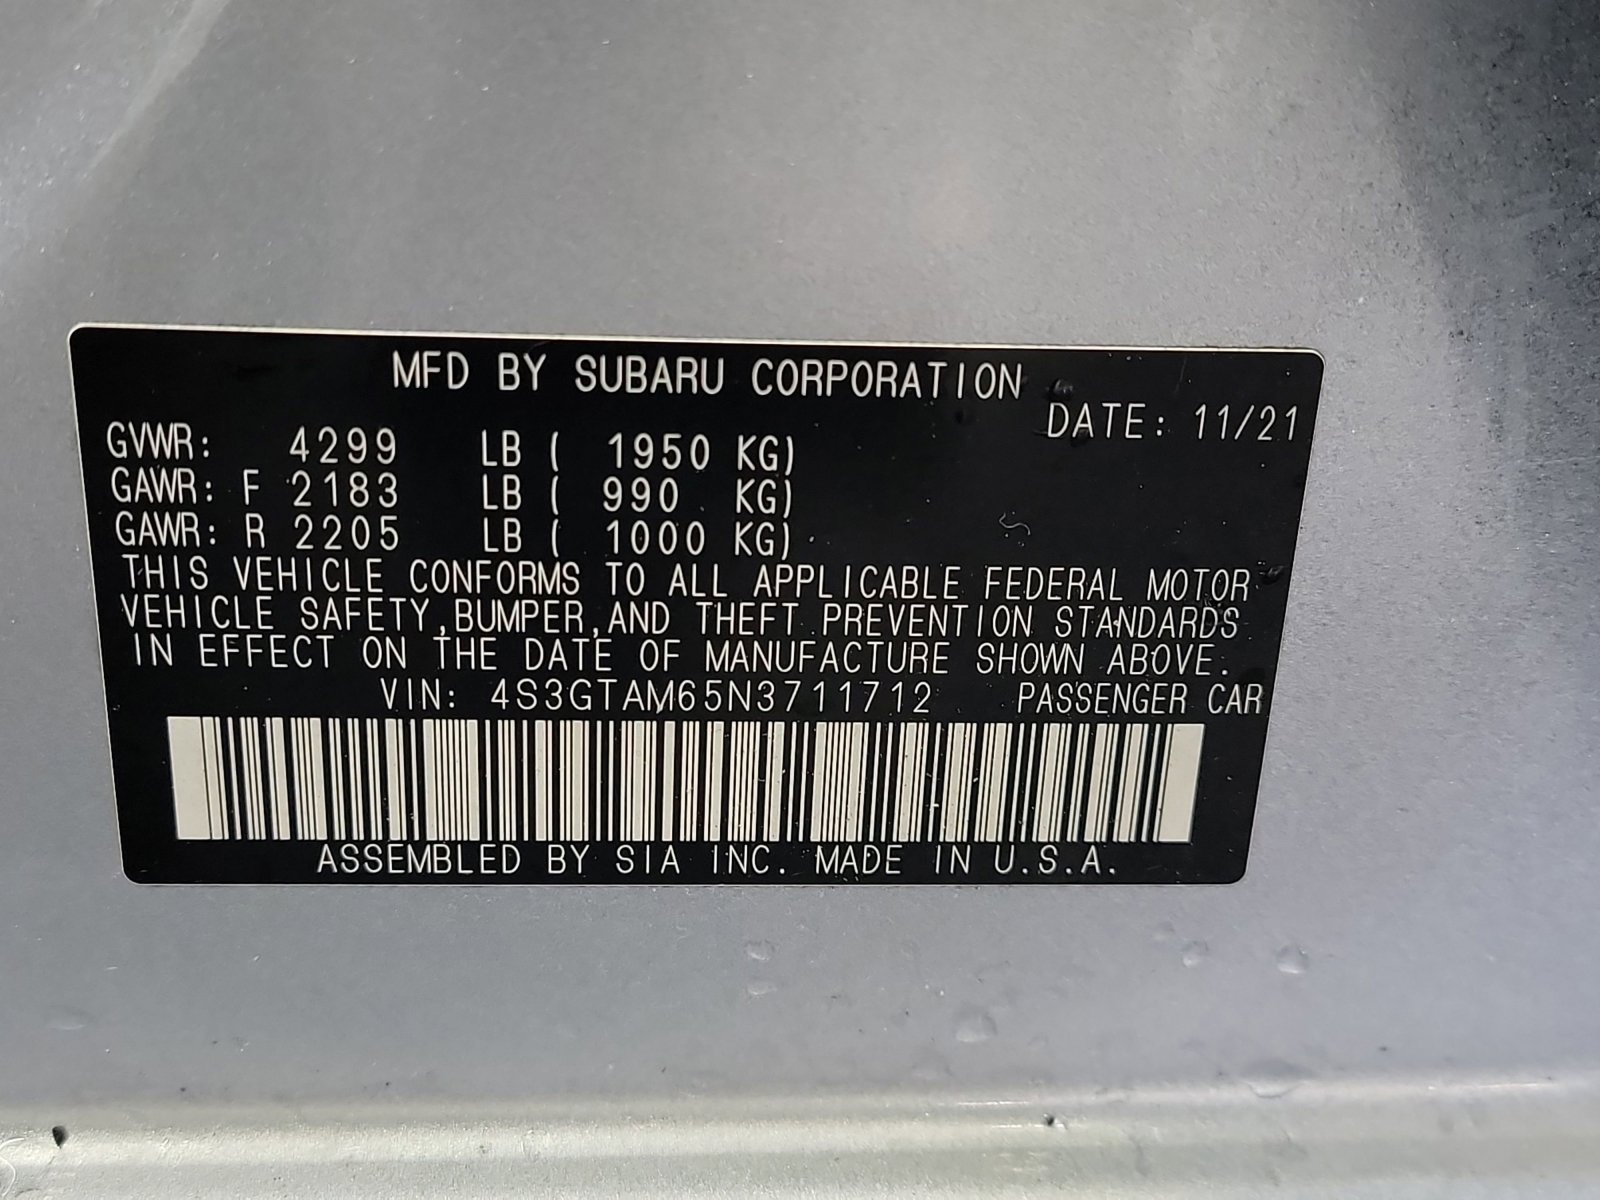 MFD BY SUBARU CORPORATION
DATE: 11/21
GVWR: 4299 LB ( 1950 KG)
GAWR: F 2183 LB ( 990 KG)
GAWR: R 2205 LB ( 1000 KG)
THIS VEHICLE CONFORMS TO ALL APPLICABLE FEDERAL MOTOR
VEHICLE SAFETY,BUMPER,AND THEFT PREVENTION STANDARDS
IN EFFECT ON THE DATE OF MANUFACTURE SHOWN ABOVE.
VIN: 4S3GTAM65N3711712 PASSENGER CAR
ASSEMBLED BY SIA INC. MADE IN U.S.A.